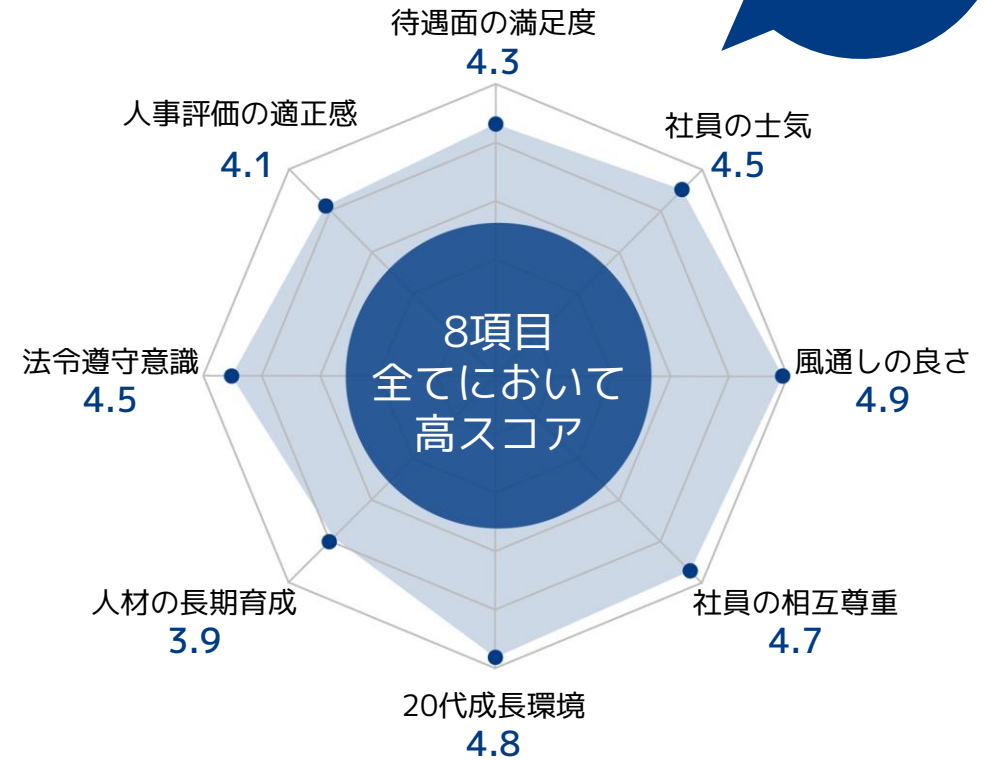 待遇面の満足度
4.3
社員の士気
4.5
風通しの良さ
4.9
社員の相互尊重
4.7
20代成長環境
4.8
人材の長期育成
3.9
法令遵守意識
4.5
人事評価の適正感
4.1
8項目
全てにおいて
高スコア